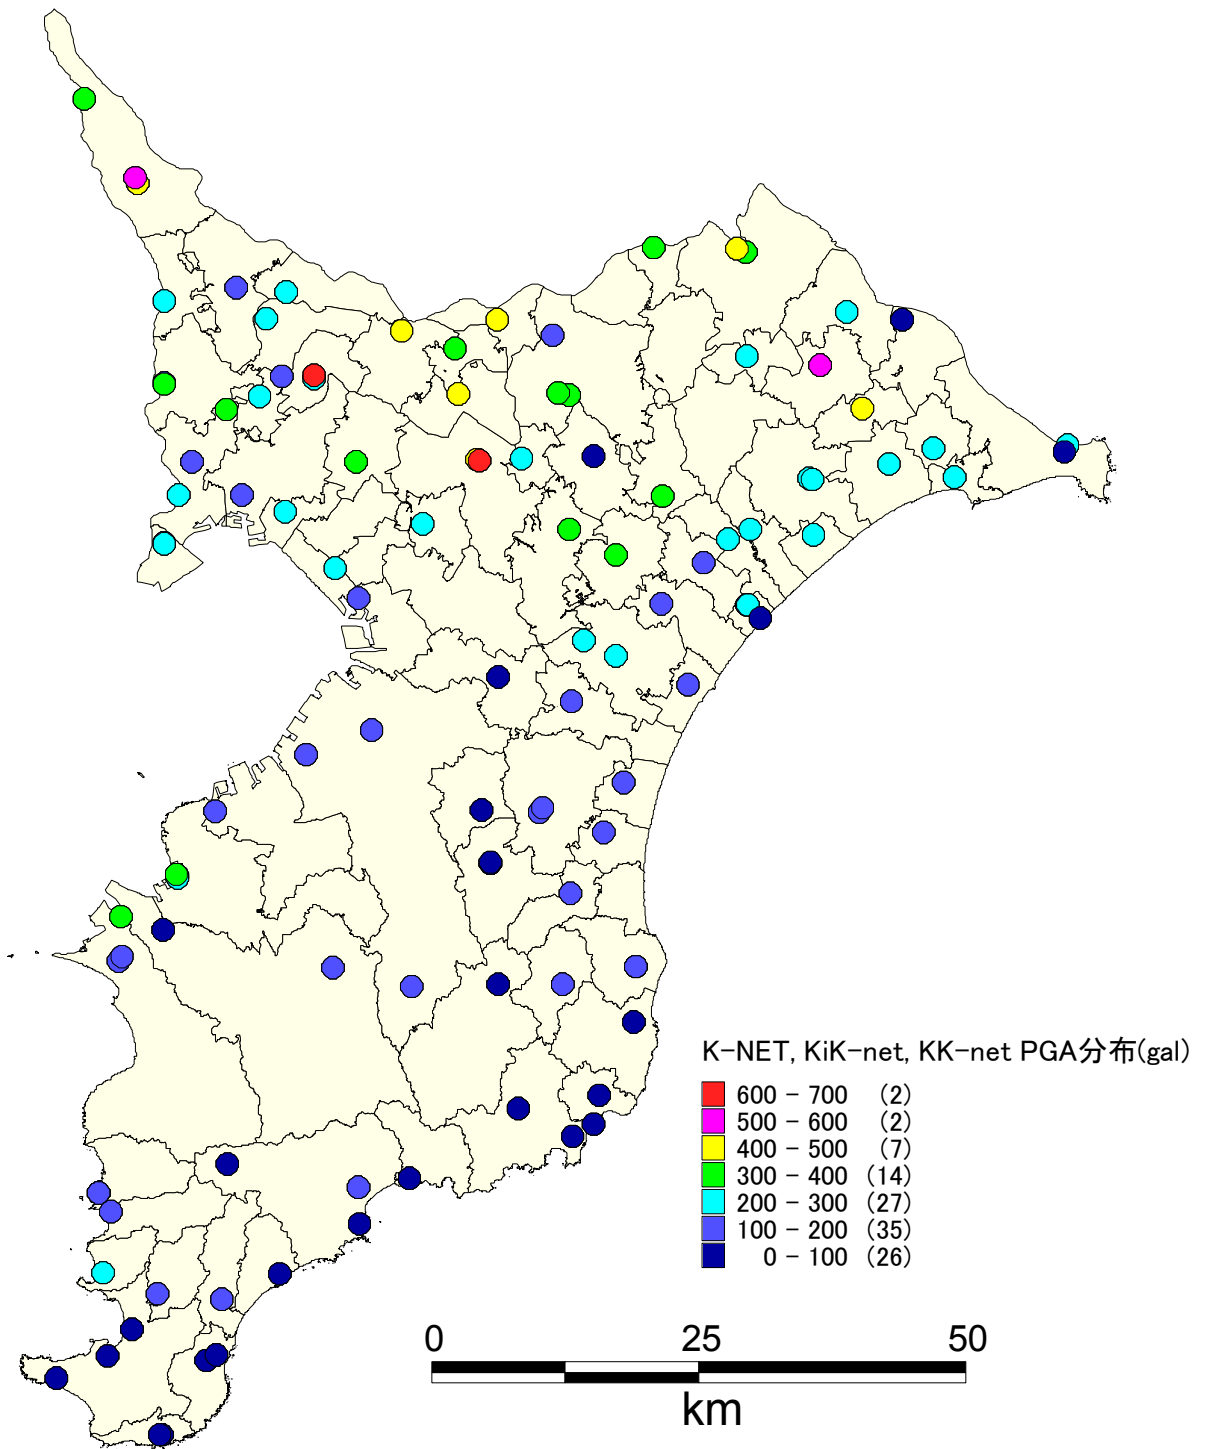 K-NET, KiK-net, KK-net PGA分布(gal)
600 - 700 (2)
500 - 600 (2)
400 - 500 (7)
300 - 400 (14)
200 - 300 (27)
100 - 200 (35)
0 - 100 (26)
0 25 50
km